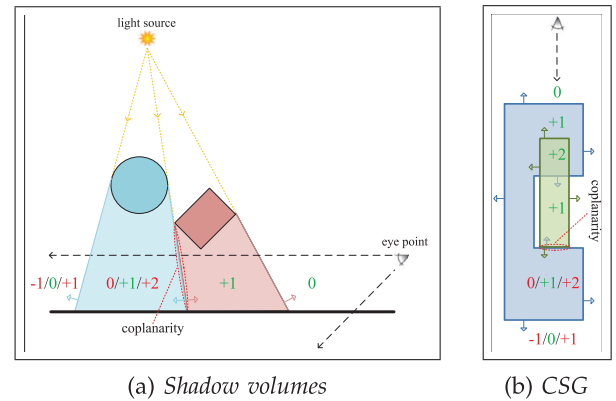 light source
eye point
-1/0/+1
0/+1/+2
+1
0
coplanarity
(a) Shadow volumes
0
+1
+2
+1
coplanarity
0/+1/+2
-1/0/+1
(b) CSG